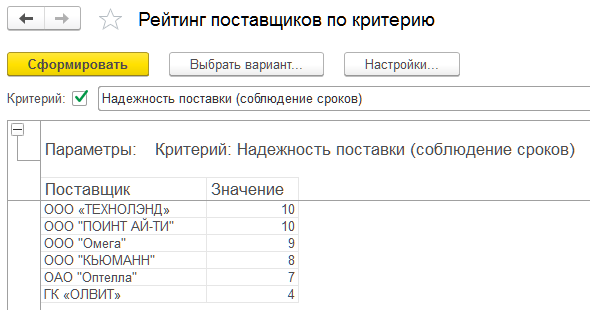 Рейтинг поставщиков по критерию
Сформировать Выбрать вариант... Настройки...
Критерий: Надежность поставки (соблюдение сроков)
Параметры: Критерий: Надежность поставки (соблюдение сроков)
Поставщик Значение
ООО «ТЕХНОЛЭНД» 10
ООО "ПОИНТ АЙ-ТИ" 10
ООО "Омега" 9
ООО "КЬЮМАНН" 8
ОАО "Оптелла" 7
ГК «ОЛВИТ» 4